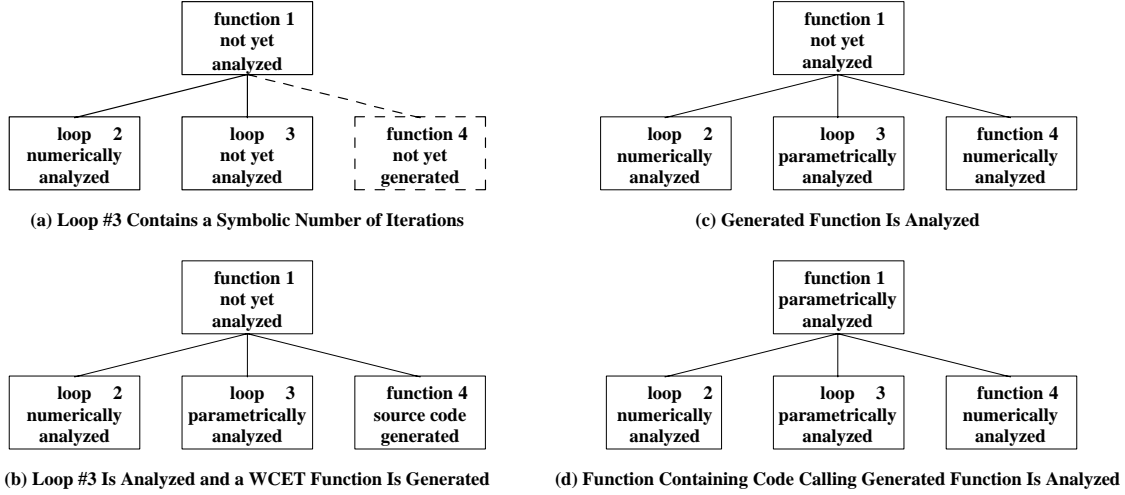 function 1
not yet
analyzed
loop 2
numerically
analyzed
loop 3
not yet
analyzed
function 4
not yet
generated
(a) Loop #3 Contains a Symbolic Number of Iterations
function 1
not yet
analyzed
loop 2
numerically
analyzed
loop 3
parametrically
analyzed
function 4
numerically
analyzed
(c) Generated Function Is Analyzed
function 1
not yet
analyzed
loop 2
numerically
analyzed
loop 3
parametrically
analyzed
function 4
source code
generated
(b) Loop #3 Is Analyzed and a WCET Function Is Generated
function 1
parametrically
analyzed
loop 2
numerically
analyzed
loop 3
parametrically
analyzed
function 4
numerically
analyzed
(d) Function Containing Code Calling Generated Function Is Analyzed